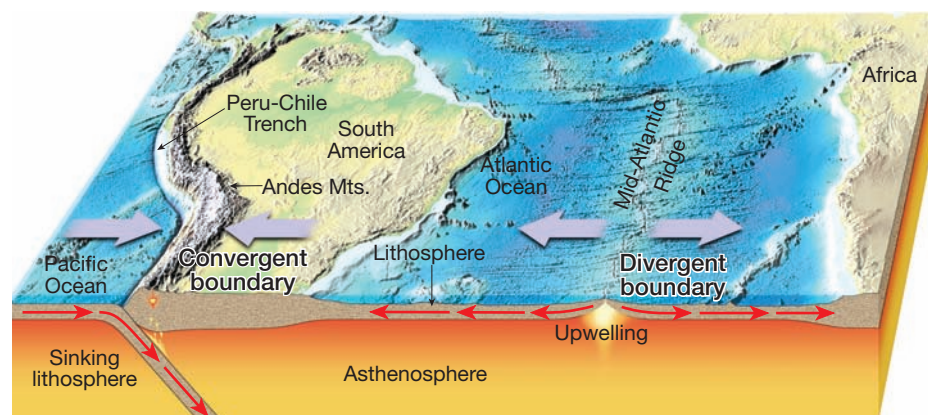 Africa
Peru-Chile
Trench
South
America
Mid-Atlantic
Ridge
Atlantic
Ocean
Andes Mts.
Pacific
Ocean
Convergent
boundary
Lithosphere
Divergent
boundary
Upwelling
Sinking
lithosphere
Asthenosphere